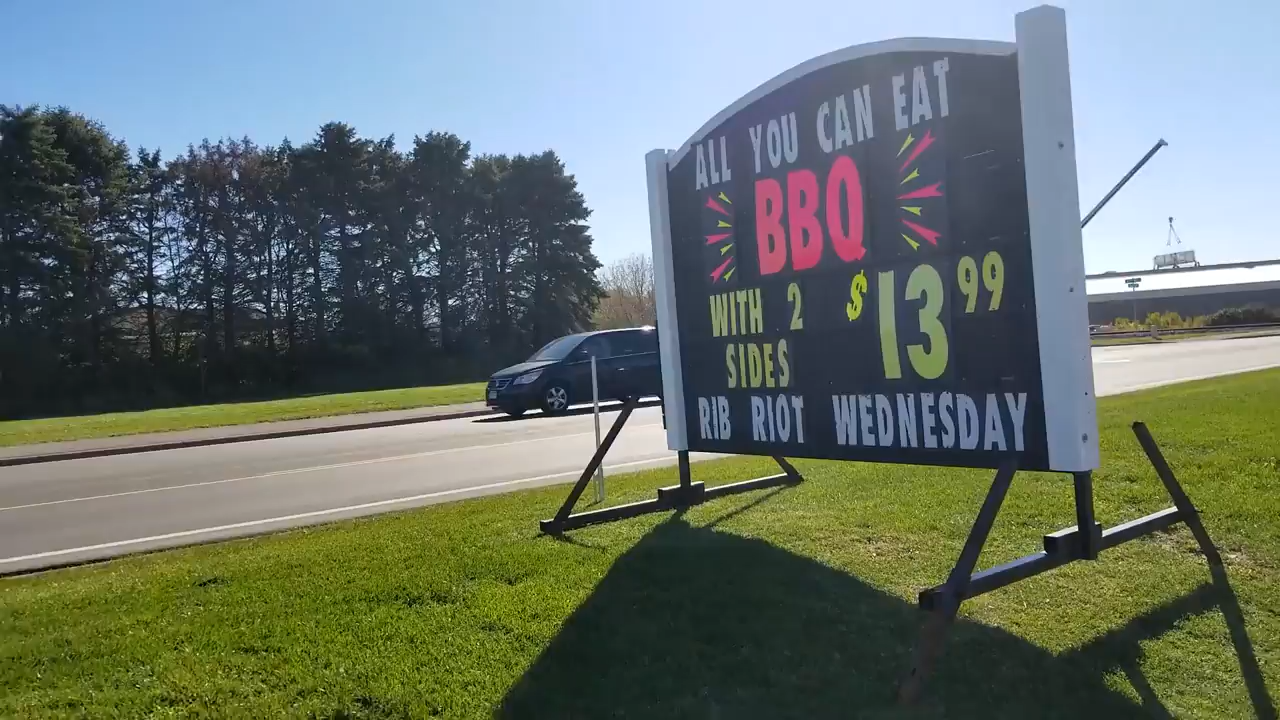 ALL YOU CAN EAT
BBQ
WITH 2
SIDES
$13.99
RIB RIOT WEDNESDAY